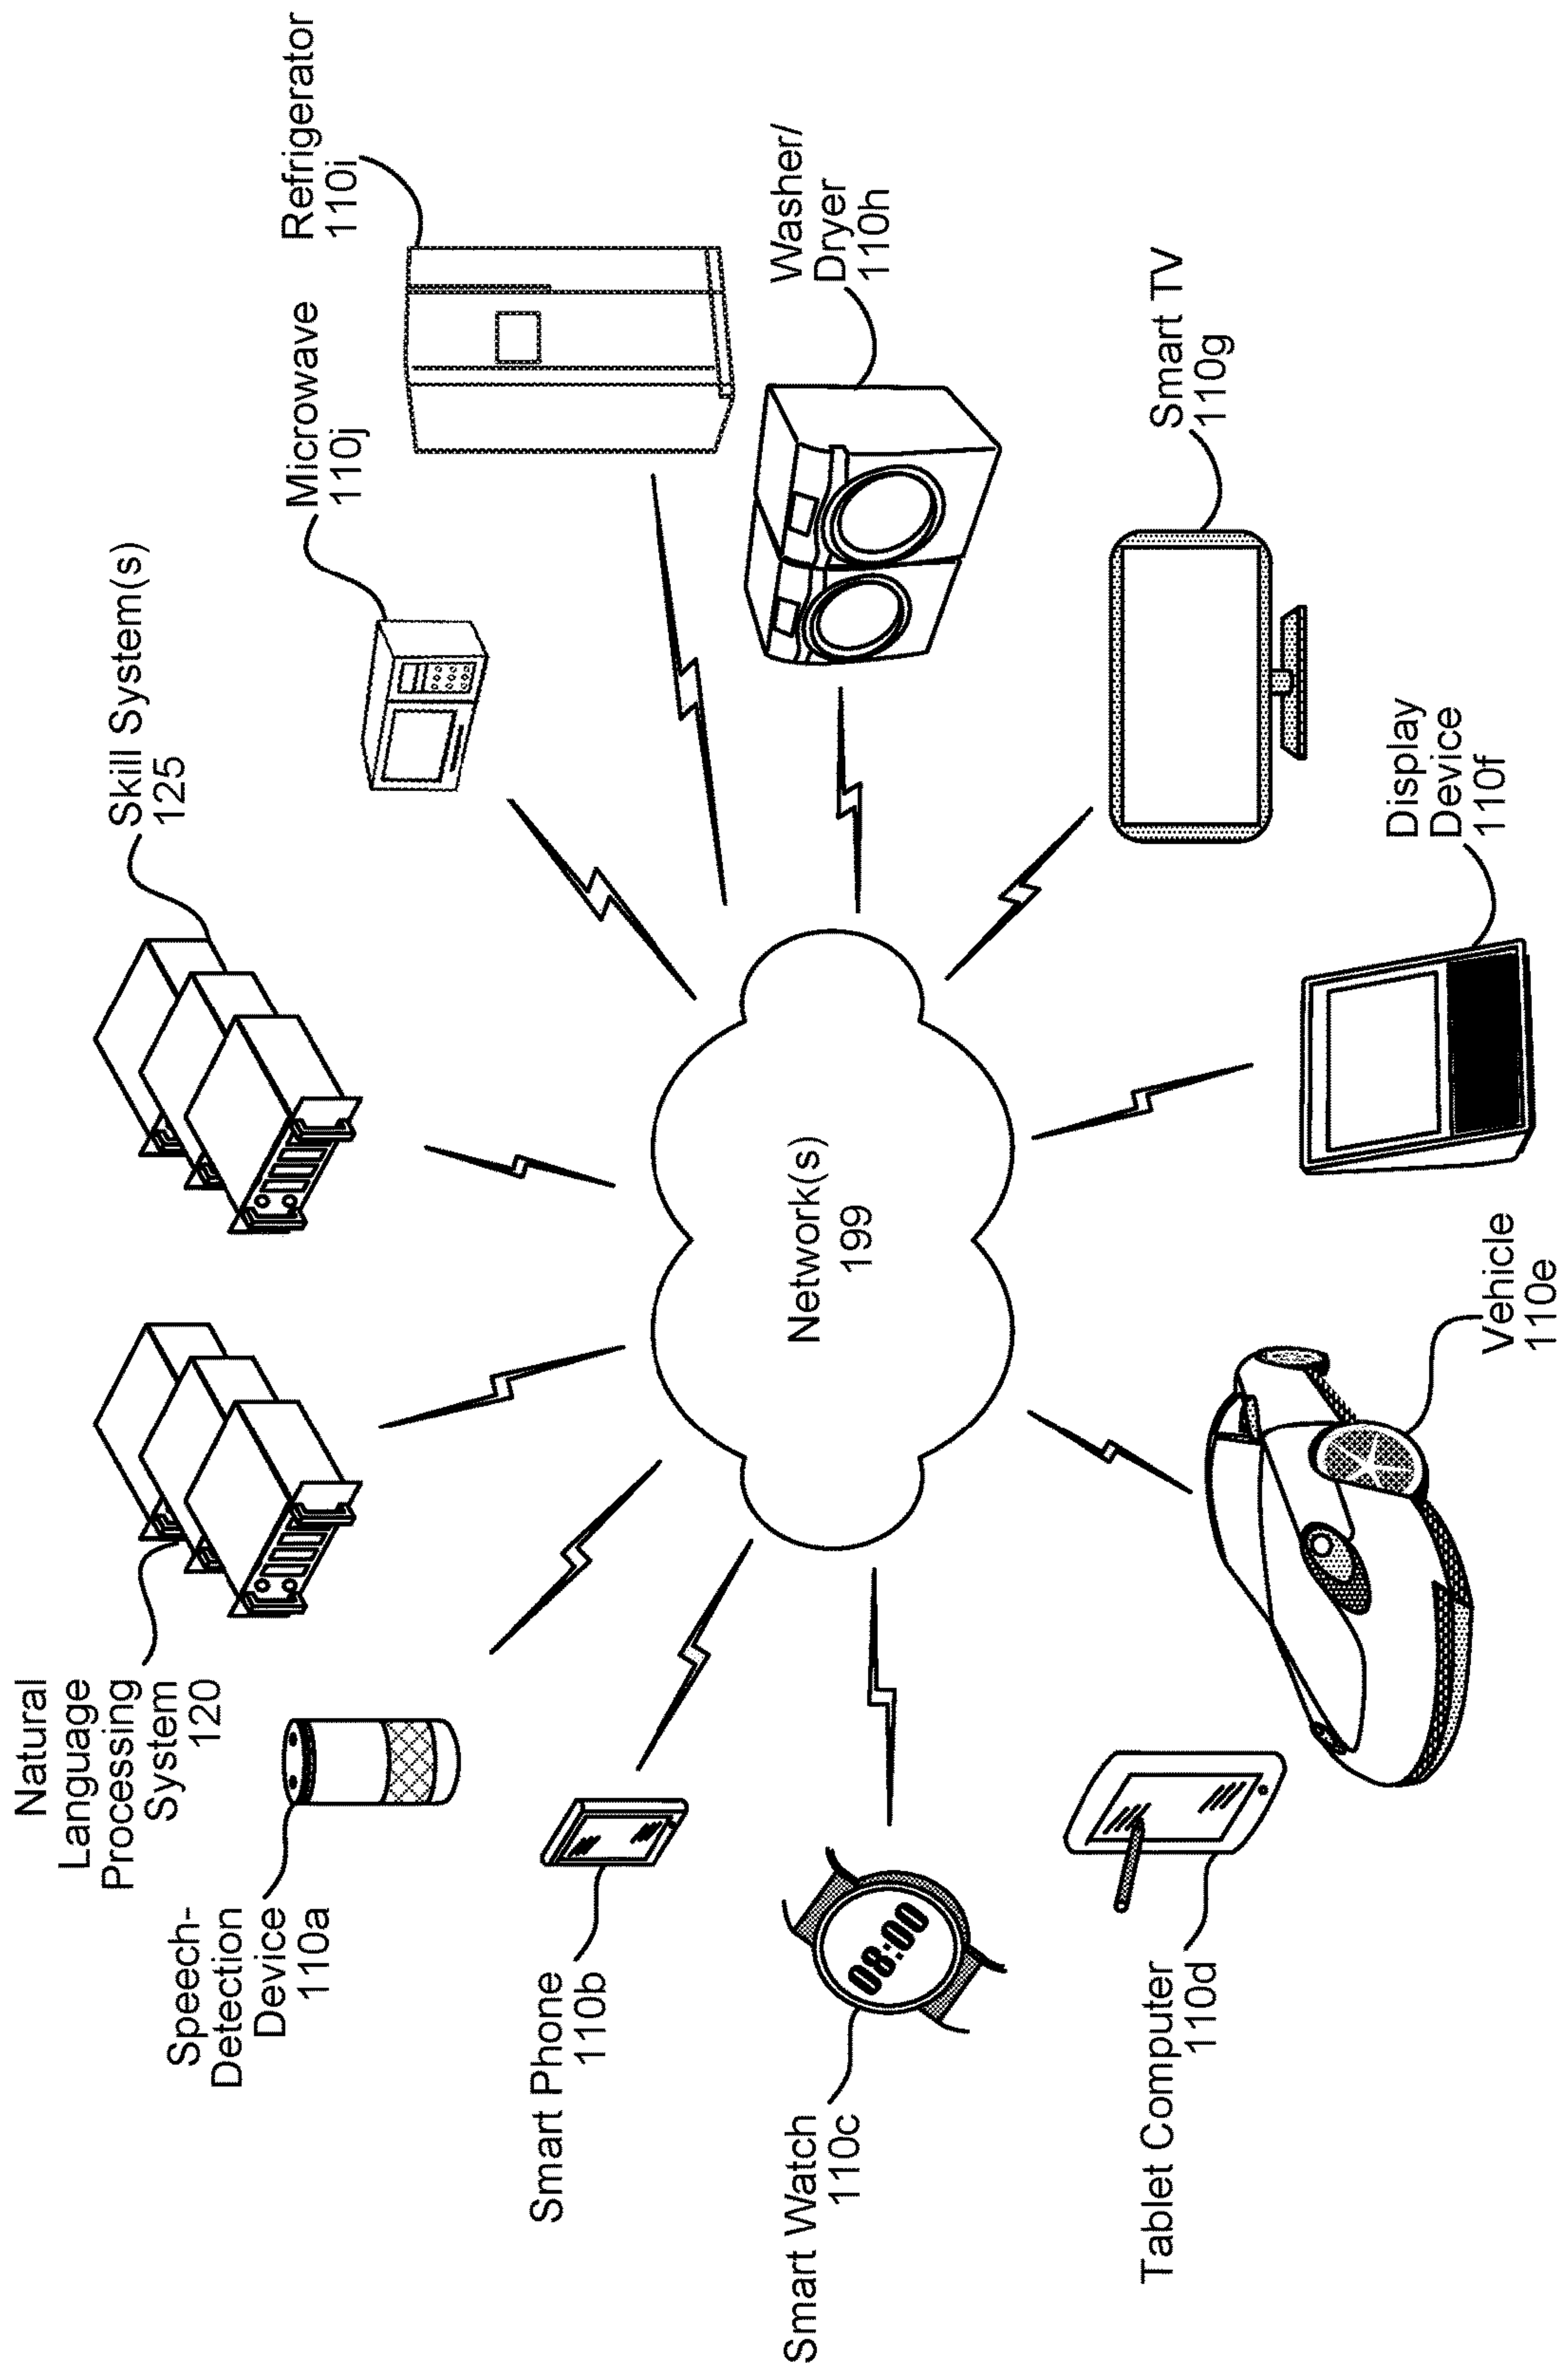 Natural
Language
Processing
System
120
Skill System(s)
125
Speech-
Detection
Device
110a
Microwave
110j
Refrigerator
110i
Smart Phone
110b
Network(s)
199
Washer/
Dryer
110h
Smart Watch
110c
08:00
Smart TV
110g
Tablet Computer
110d
Vehicle
110e
Display
Device
110f